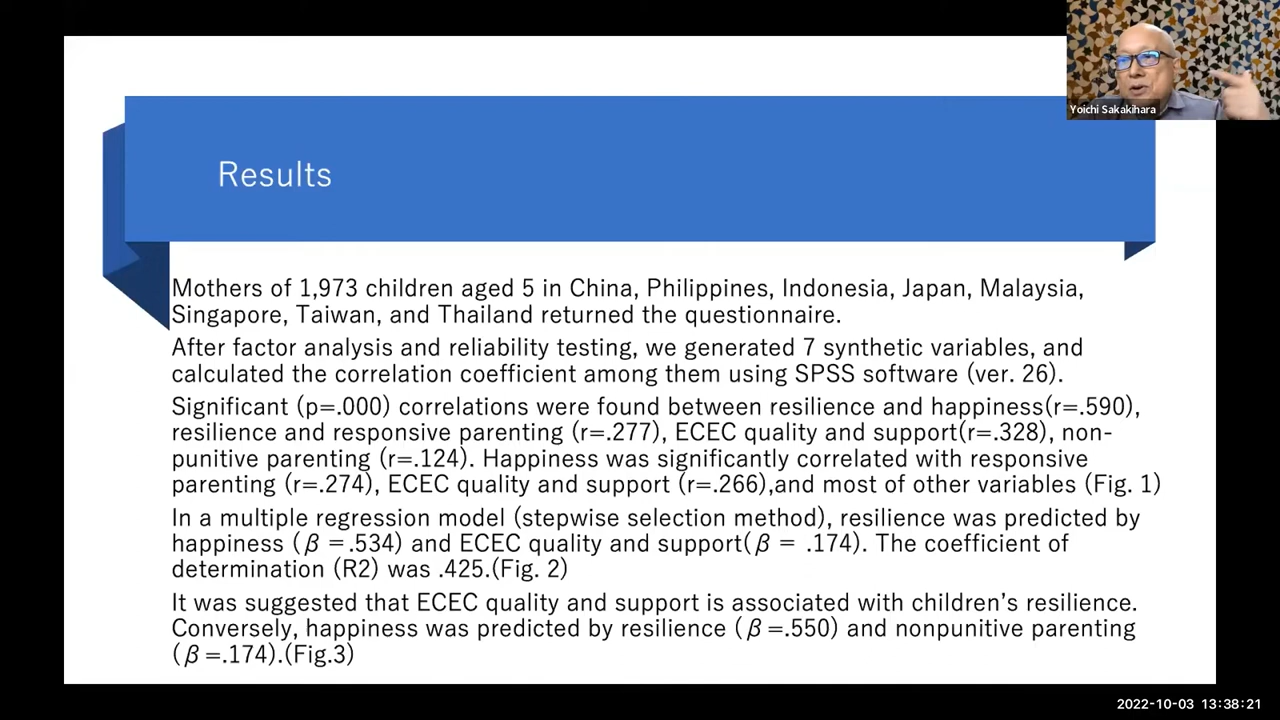 Yoichi Sakakihara
Results
Mothers of 1,973 children aged 5 in China, Philippines, Indonesia, Japan, Malaysia,
Singapore, Taiwan, and Thailand returned the questionnaire.
After factor analysis and reliability testing, we generated 7 synthetic variables, and
calculated the correlation coefficient among them using SPSS software (ver. 26).
Significant (p=.000) correlations were found between resilience and happiness(r=.590),
resilience and responsive parenting (r=.277), ECEC quality and support(r=.328), non-
punitive parenting (r=.124). Happiness was significantly correlated with responsive
parenting (r=.274), ECEC quality and support (r=.266),and most of other variables (Fig. 1)
In a multiple regression model (stepwise selection method), resilience was predicted by
happiness (β=.534) and ECEC quality and support(β = .174). The coefficient of
determination (R2) was .425.(Fig. 2)
It was suggested that ECEC quality and support is associated with children’s resilience.
Conversely, happiness was predicted by resilience (β=.550) and nonpunitive parenting
(β=.174).(Fig.3)
2022-10-03 13:38:21